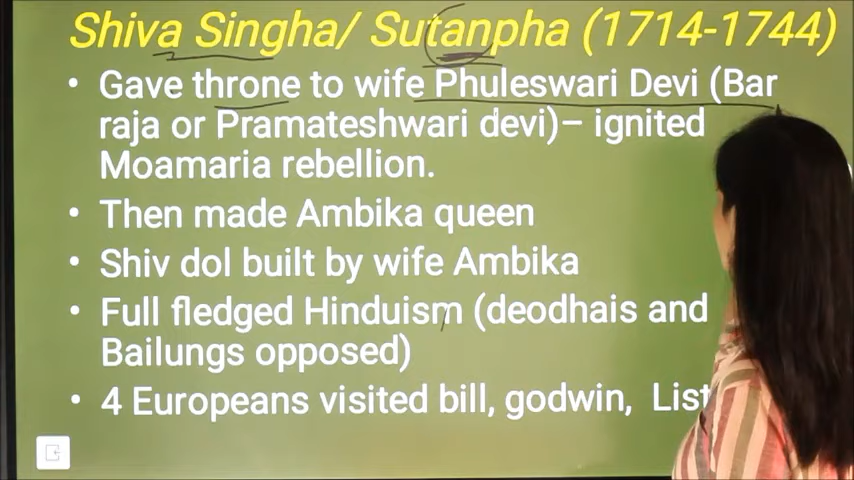 Shiva Singha/ Sutanpha (1714-1744)
• Gave throne to wife Phuleswari Devi (Bar
raja or Pramateshwari devi)– ignited
Moamaria rebellion.
• Then made Ambika queen
• Shiv dol built by wife Ambika
• Full fledged Hinduism (deodhais and
Bailungs opposed)
• 4 Europeans visited bill, godwin, List